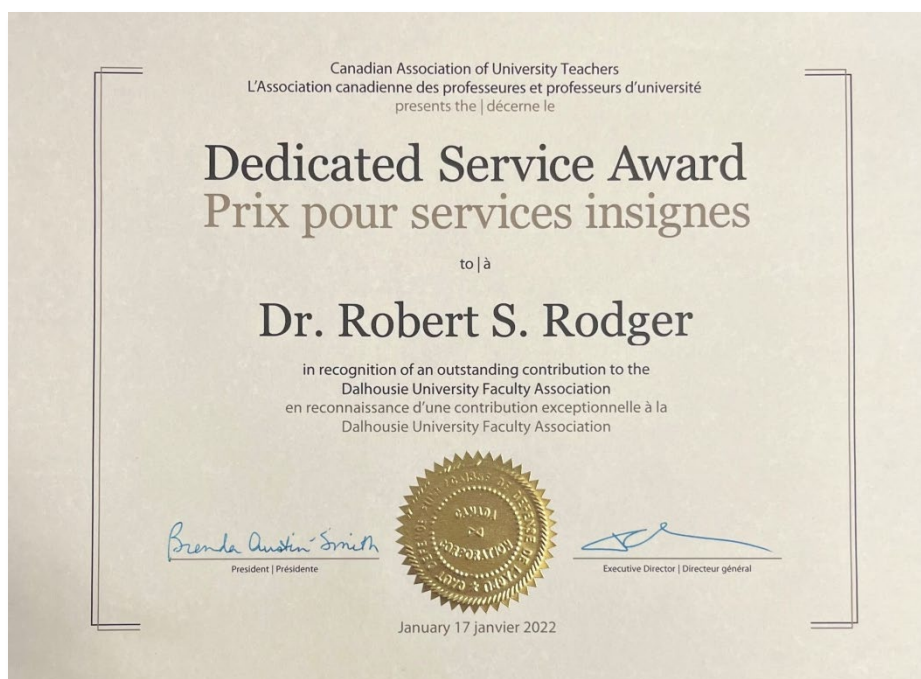 Canadian Association of University Teachers
L'Association canadienne des professeures et professeurs d'université
presents the | décerne le
Dedicated Service Award
Prix pour services insignes
to | à
Dr. Robert S. Rodger
in recognition of an outstanding contribution to the
Dalhousie University Faculty Association
en reconnaissance d'une contribution exceptionnelle à la
Dalhousie University Faculty Association
CANADA
CORPORATION
Brenda Austin-Smith
President | Présidente
Executive Director | Directeur général
January 17 janvier 2022